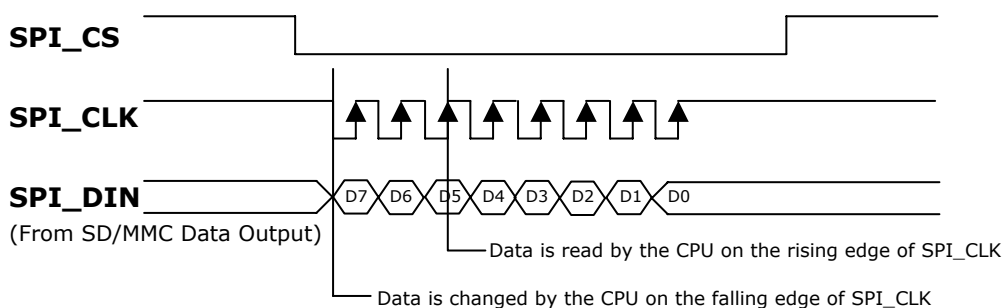 SPI_CS
SPI_CLK
SPI_DIN
D7 D6 D5 D4 D3 D2 D1 D0
(From SD/MMC Data Output)
Data is read by the CPU on the rising edge of SPI_CLK
Data is changed by the CPU on the falling edge of SPI_CLK